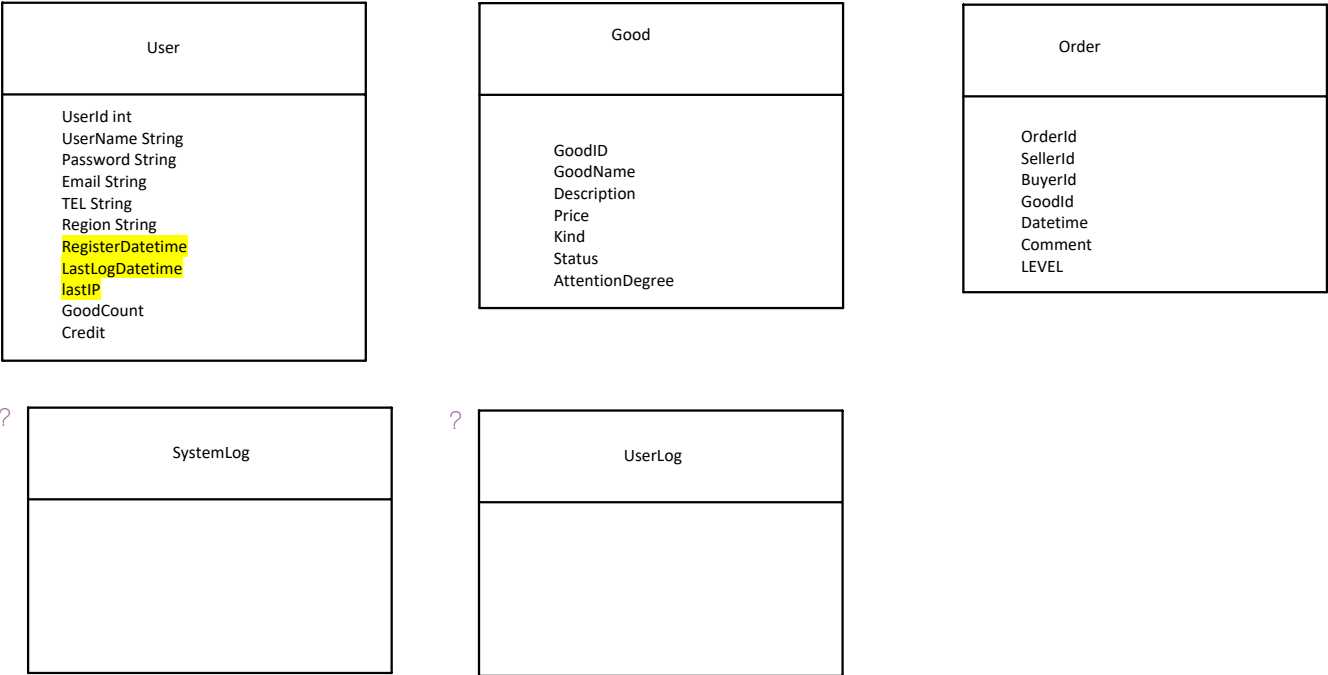 User
UserId int
UserName String
Password String
Email String
TEL String
Region String
RegisterDatetime
LastLogDatetime
lastIP
GoodCount
Credit
Good
GoodID
GoodName
Description
Price
Kind
Status
AttentionDegree
Order
OrderId
SellerId
BuyerId
GoodId
Datetime
Comment
LEVEL
?
SystemLog
?
UserLog